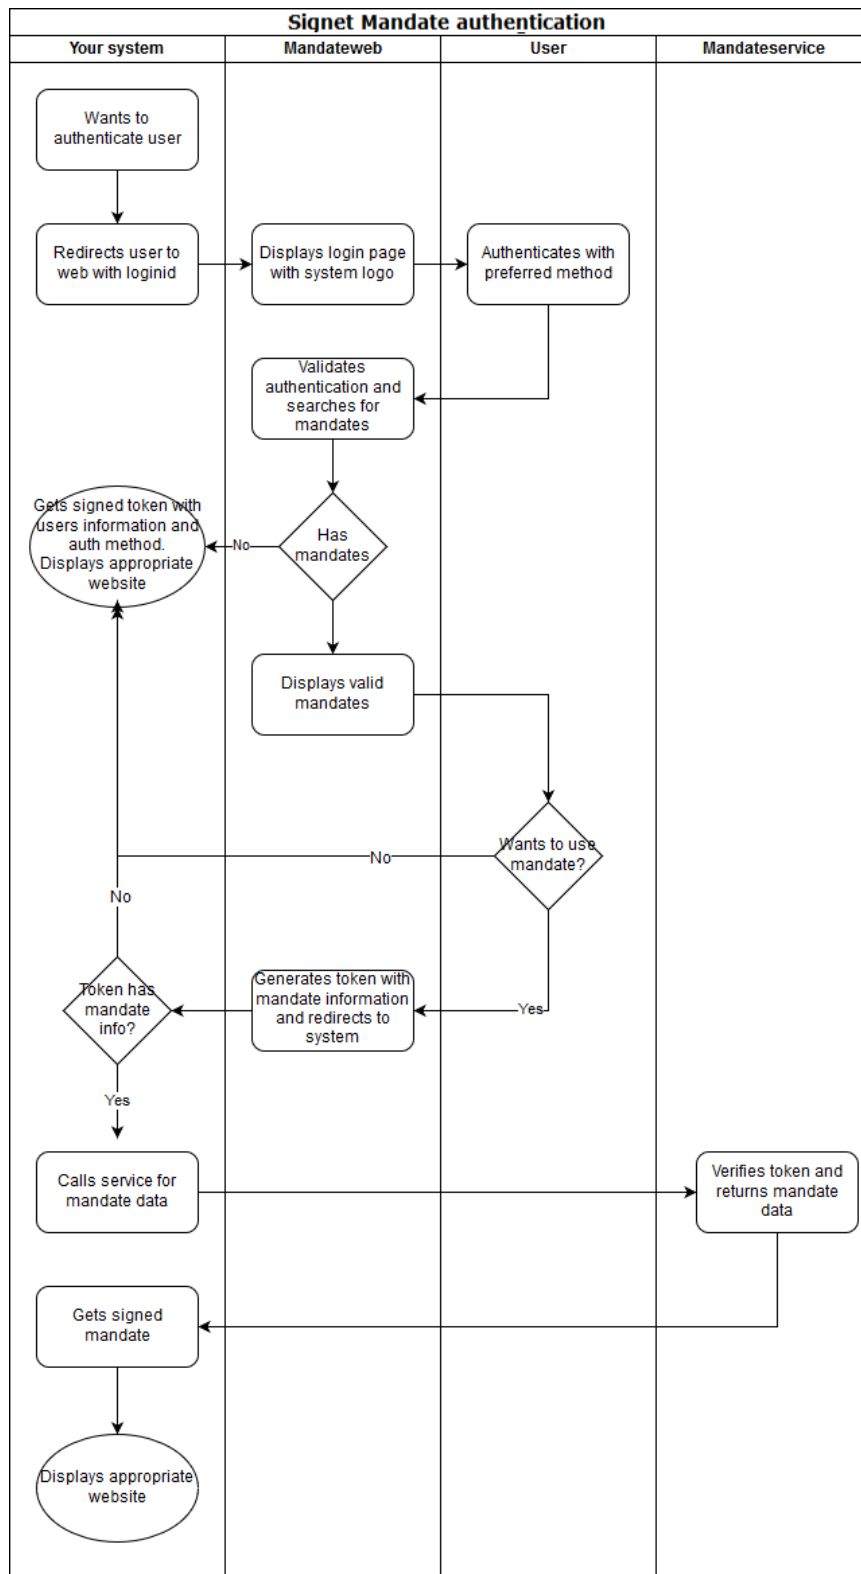 Signet Mandate authentication
Your system
Mandateweb
User
Mandateservice
Wants to
authenticate user
Redirects user to
web with loginid
Displays login page
with system logo
Authenticates with
preferred method
Validates
authentication and
searches for
mandates
Gets signed token with
users information and
auth method.
Displays appropriate
website
No
Has
mandates
Displays valid
mandates
Wants to use
mandate?
No
No
Yes
Generates token with
mandate information
and redirects to
system
Token has
mandate
info?
Yes
Calls service for
mandate data
Verifies token and
returns mandate
data
Gets signed
mandate
Displays appropriate
website